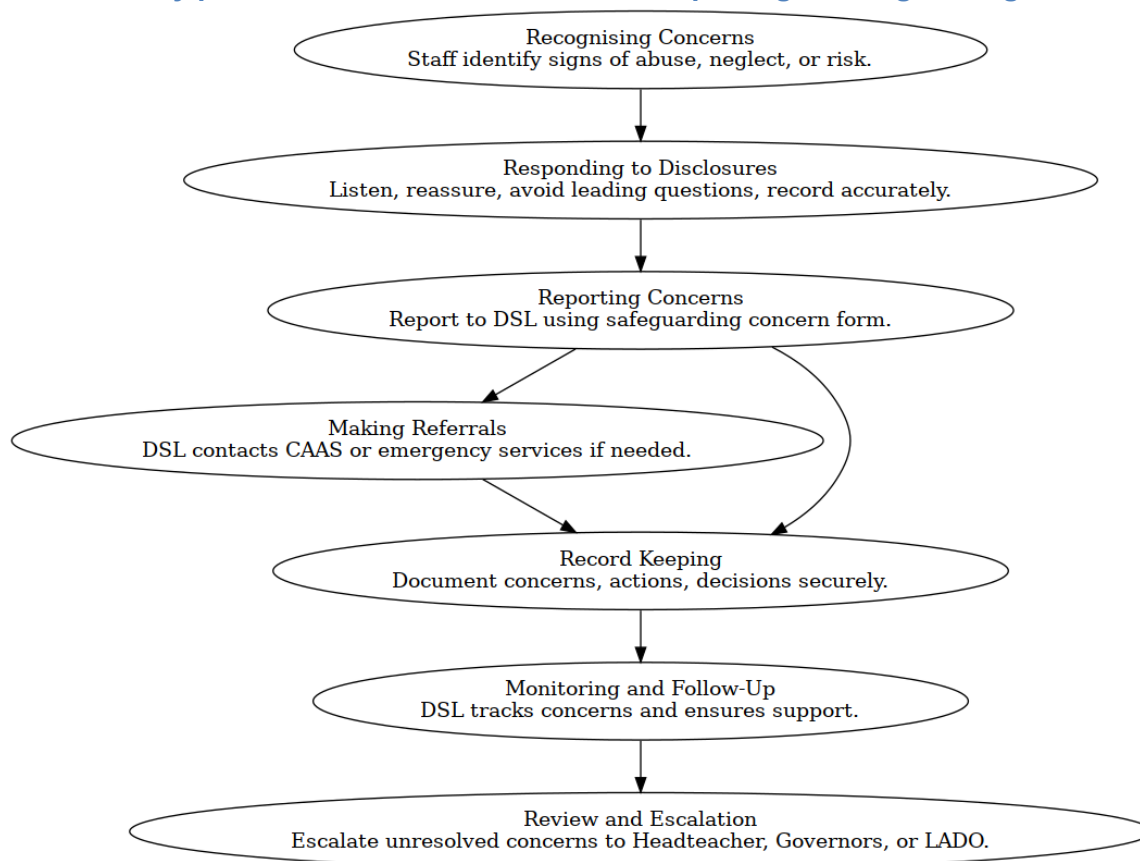 Recognising Concerns
Staff identify signs of abuse, neglect, or risk.
Responding to Disclosures
Listen, reassure, avoid leading questions, record accurately.
Reporting Concerns
Report to DSL using safeguarding concern form.
Making Referrals
DSL contacts CAAS or emergency services if needed.
Record Keeping
Document concerns, actions, decisions securely.
Monitoring and Follow-Up
DSL tracks concerns and ensures support.
Review and Escalation
Escalate unresolved concerns to Headteacher, Governors, or LADO.